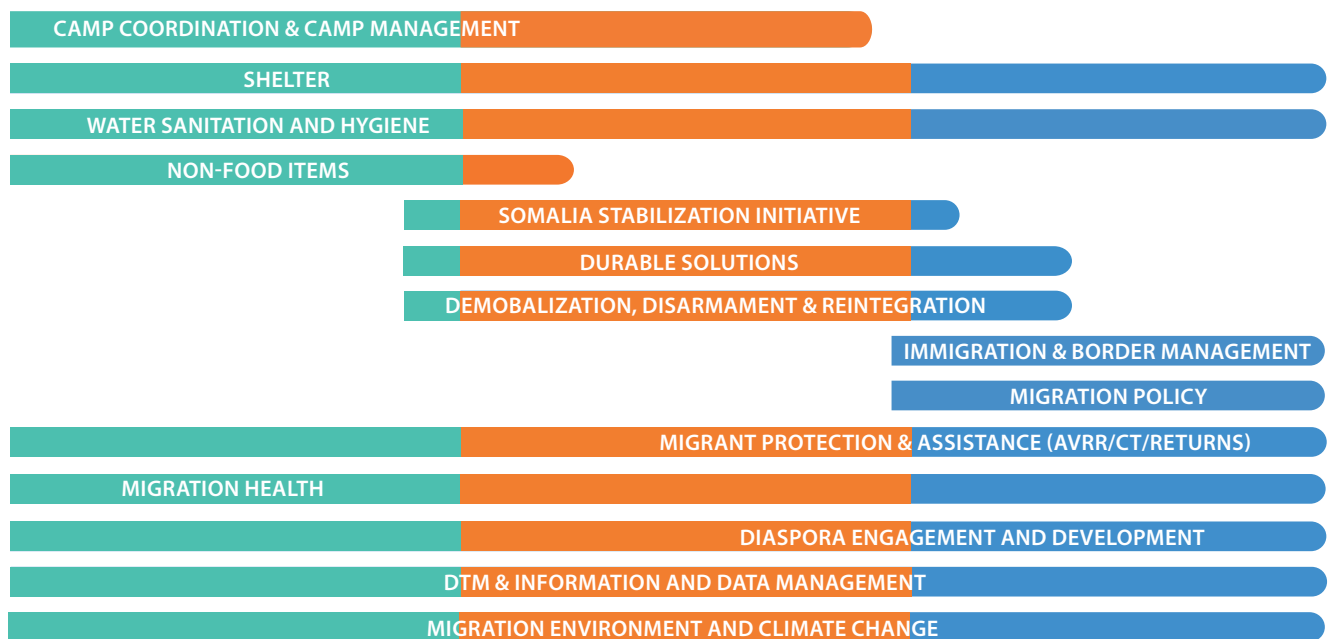 CAMP COORDINATION & CAMP MANAGEMENT
SHELTER
WATER SANITATION AND HYGIENE
NON-FOOD ITEMS
SOMALIA STABILIZATION INITIATIVE
DURABLE SOLUTIONS
DEMOBALIZATION, DISARMAMENT & REINTEGRATION
IMMIGRATION & BORDER MANAGEMENT
MIGRATION POLICY
MIGRANT PROTECTION & ASSISTANCE (AVRR/CT/RETURNS)
MIGRATION HEALTH
DIASPORA ENGAGEMENT AND DEVELOPMENT
DTM & INFORMATION AND DATA MANAGEMENT
MIGRATION ENVIRONMENT AND CLIMATE CHANGE